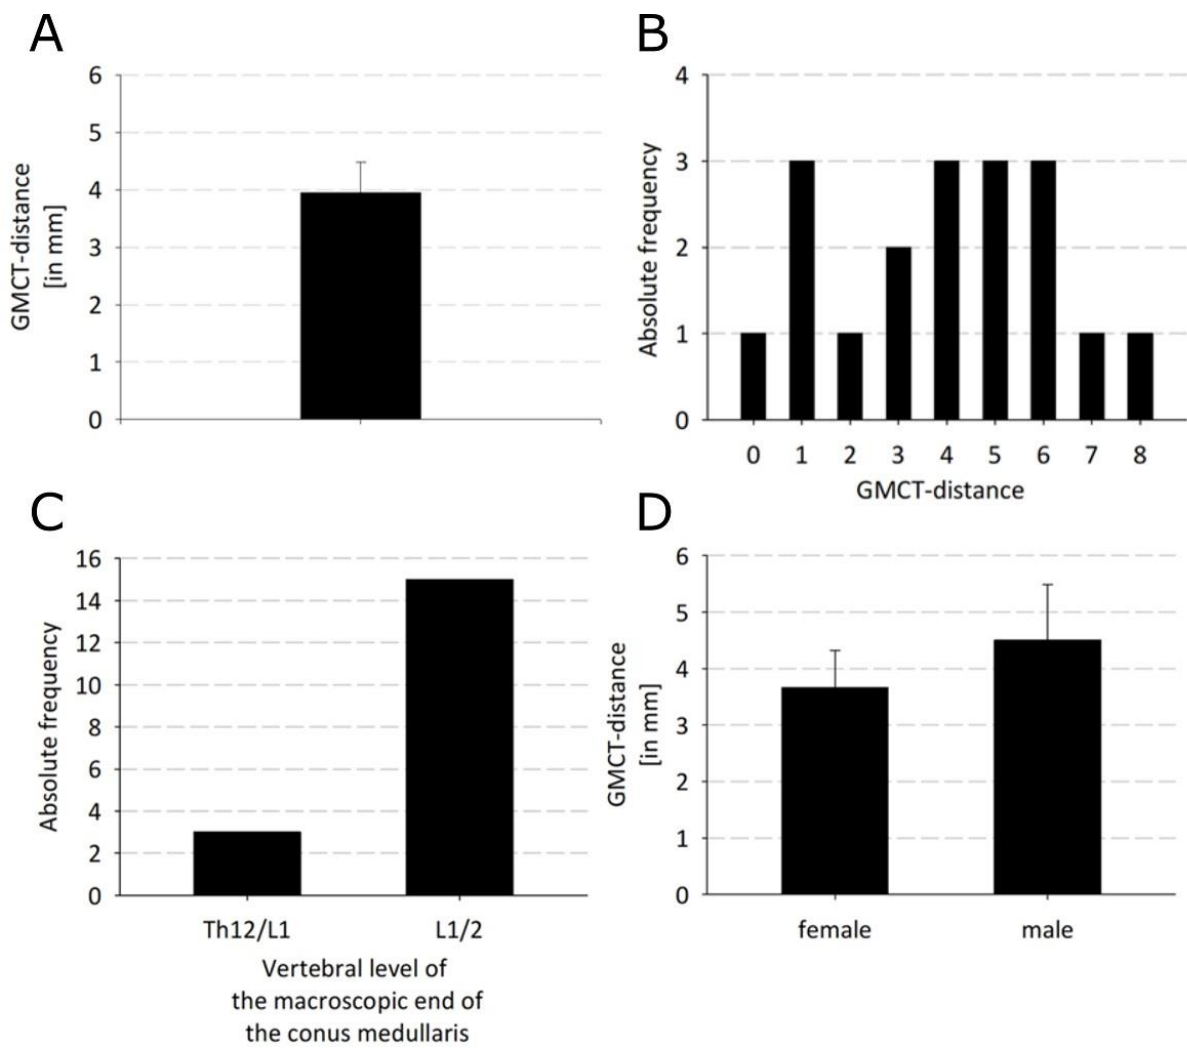 A
6
5
4
3
2
1
0
GMCT-distance
[in mm]
B
4
3
2
1
0
Absolute frequency
0 1 2 3 4 5 6 7 8
GMCT-distance
C
16
14
12
10
8
6
4
2
0
Absolute frequency
Th12/L1 L1/2
Vertebral level of
the macroscopic end of
the conus medullaris
D
6
5
4
3
2
1
0
GMCT-distance
[in mm]
female male